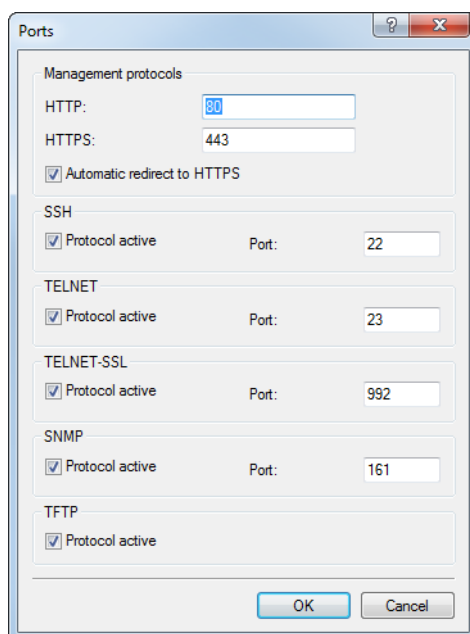 Ports
Management protocols
HTTP: 80
HTTPS: 443
Automatic redirect to HTTPS
SSH
Protocol active Port: 22
TELNET
Protocol active Port: 23
TELNET-SSL
Protocol active Port: 992
SNMP
Protocol active Port: 161
TFTP
Protocol active
OK Cancel